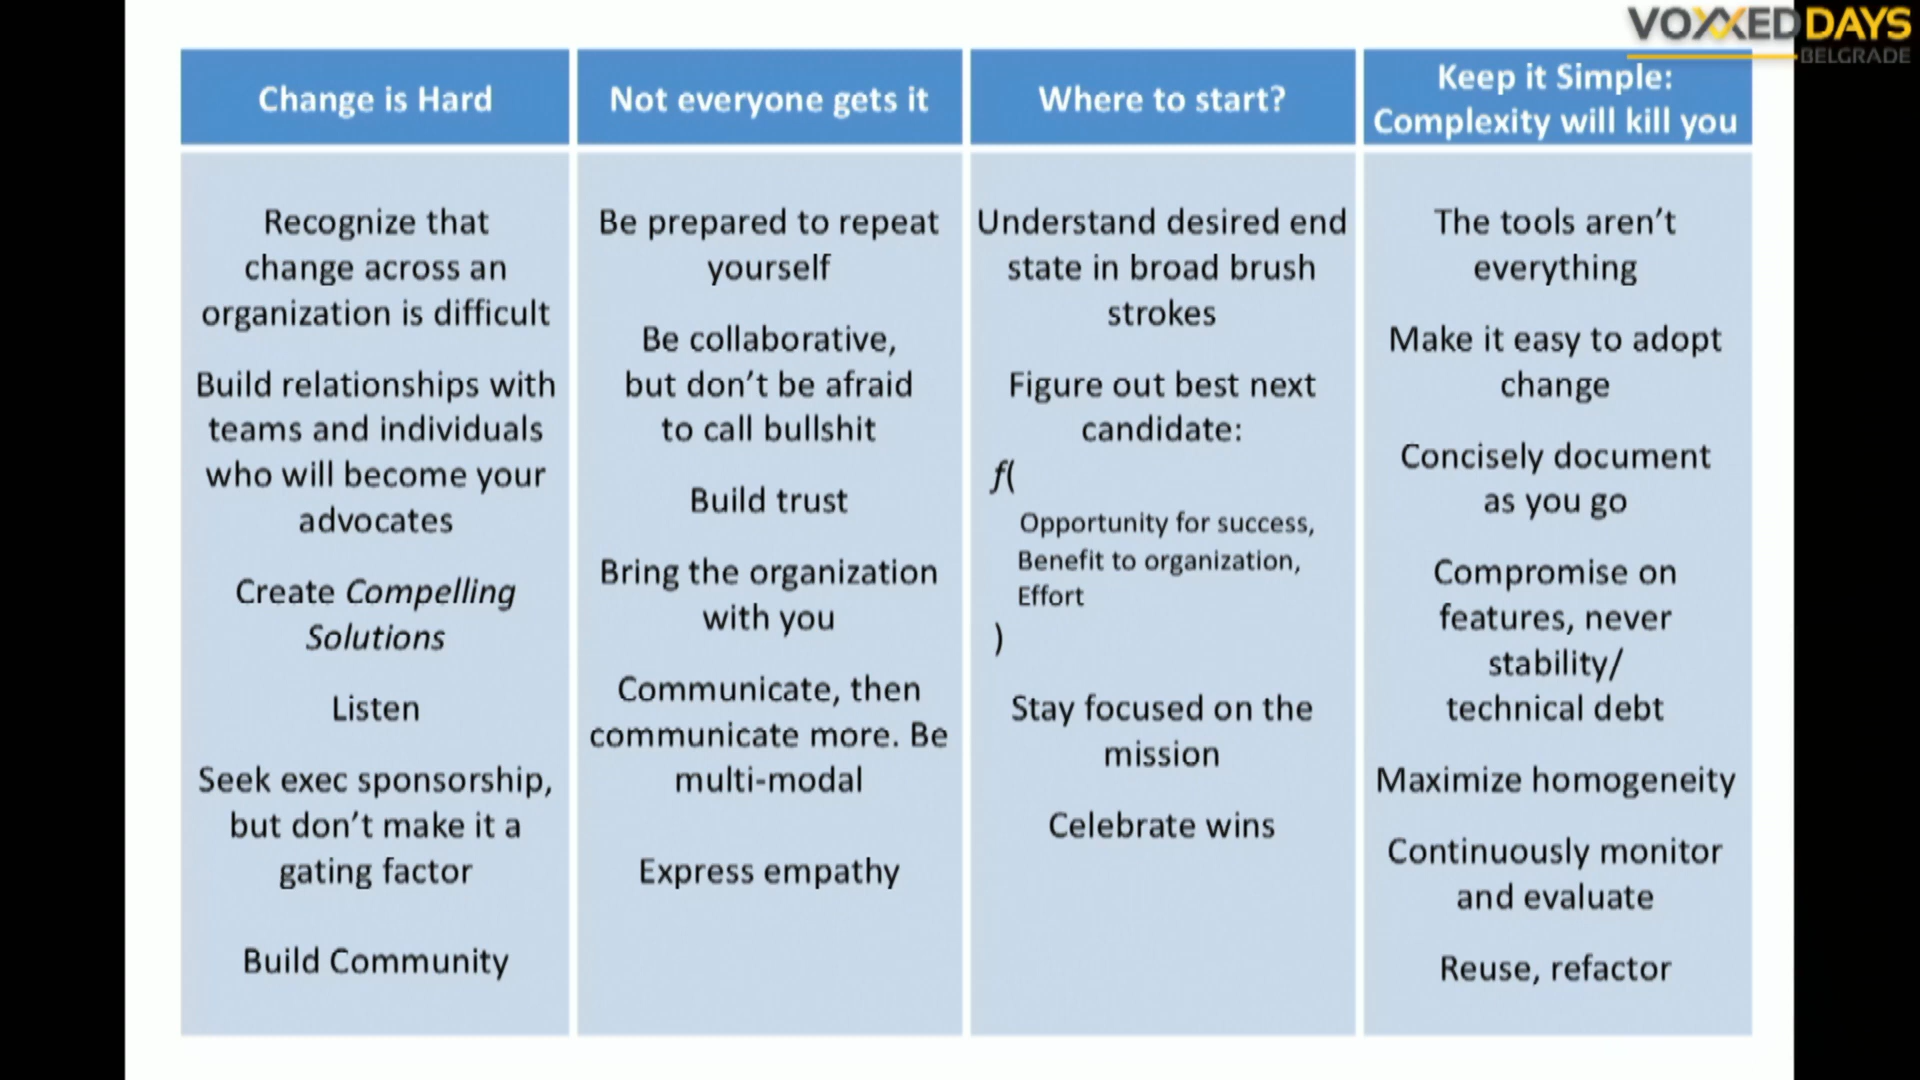 VOXXED DAYS
BELGRADE
Change is Hard
Recognize that
change across an
organization is difficult
Build relationships with
teams and individuals
who will become your
advocates
Create Compelling
Solutions
Listen
Seek exec sponsorship,
but don't make it a
gating factor
Build Community
Not everyone gets it
Be prepared to repeat
yourself
Be collaborative,
but don't be afraid
to call bullshit
Build trust
Bring the organization
with you
Communicate, then
communicate more. Be
multi-modal
Express empathy
Where to start?
Understand desired end
state in broad brush
strokes
Figure out best next
candidate:
f(
Opportunity for success,
Benefit to organization,
Effort
)
Stay focused on the
mission
Celebrate wins
Keep it Simple:
Complexity will kill you
The tools aren't
everything
Make it easy to adopt
change
Concisely document
as you go
Compromise on
features, never
stability/
technical debt
Maximize homogeneity
Continuously monitor
and evaluate
Reuse, refactor